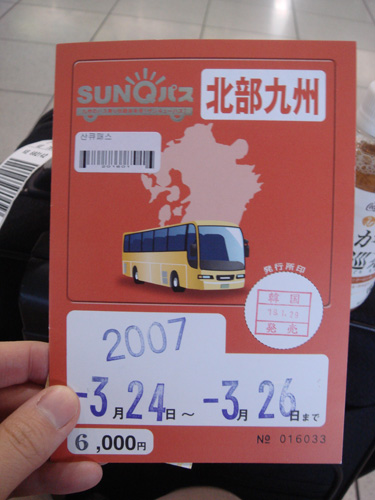 SUNQパス
北部九州
산큐패스
発行所印
韓国
発売
2007
-3月24日〜-3月26日まで
6,000円
№ 016033